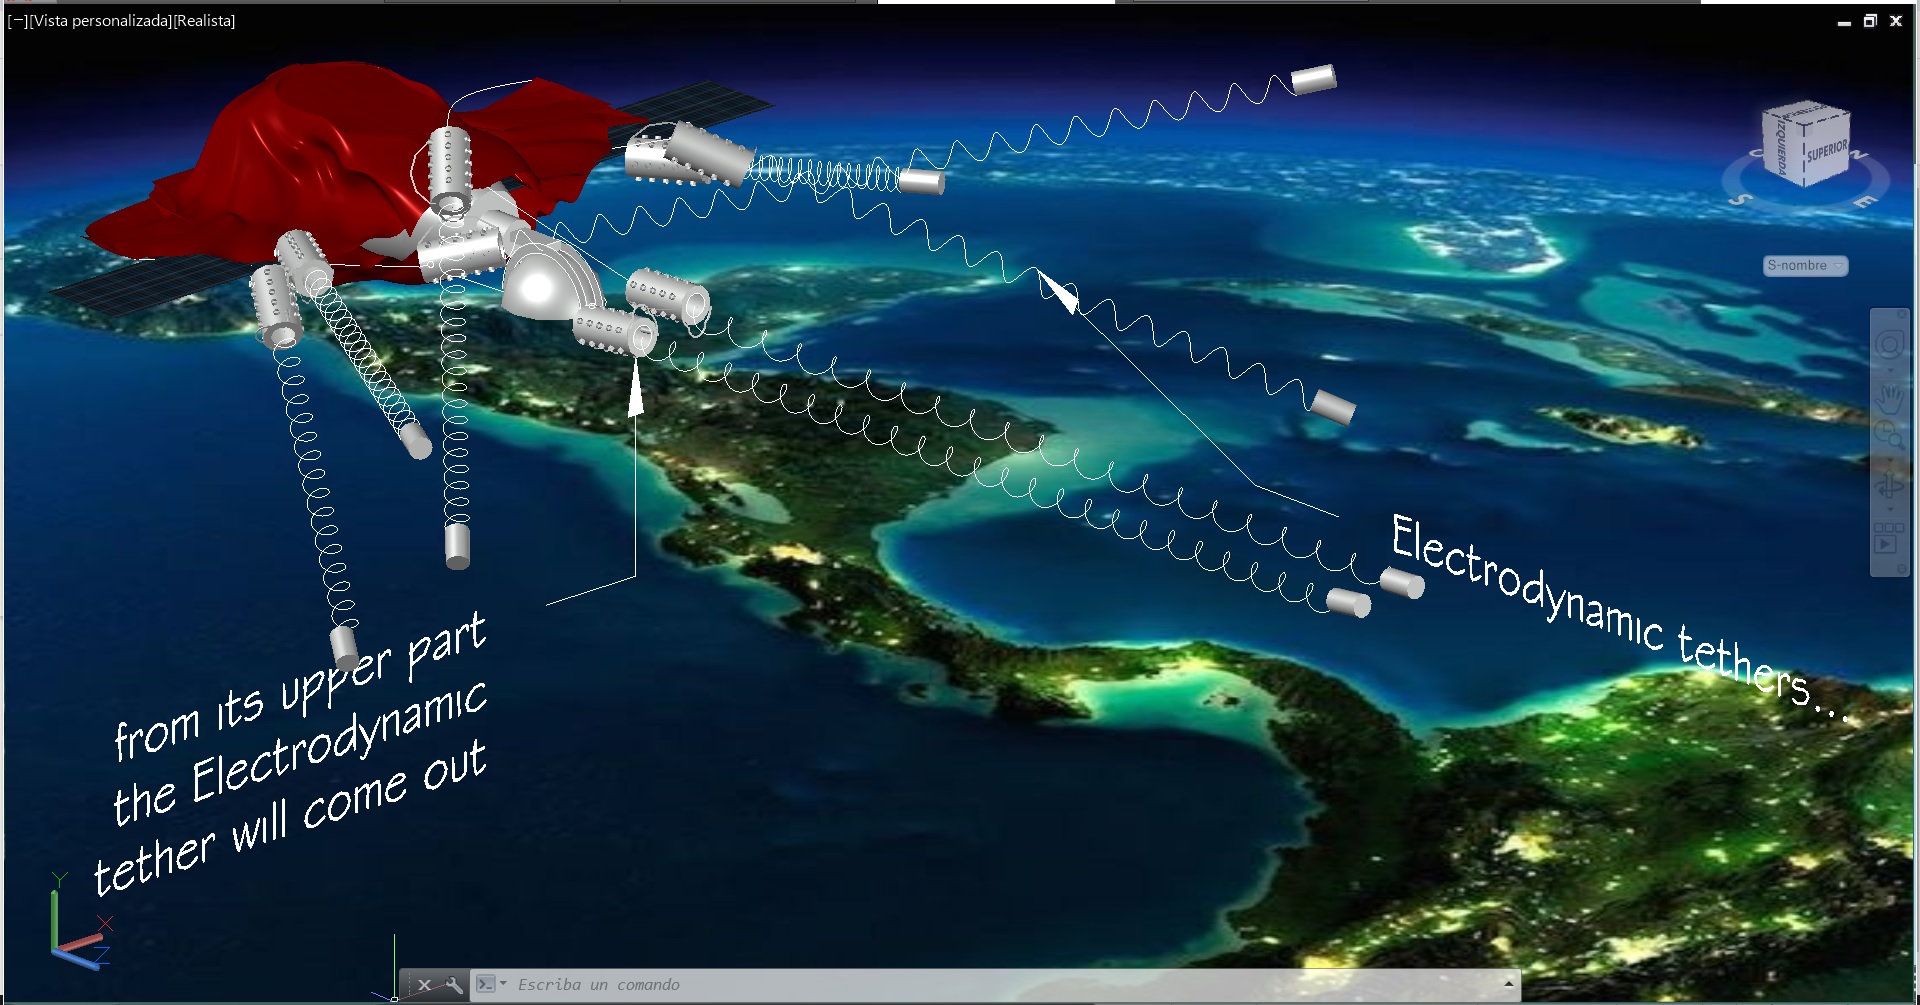 [−][Vista personalizada][Realista]
IZQUIERDA
SUPERIOR
S
E
S-nombre
Electrodynamic tethers...
from its upper part
the Electrodynamic
tether will come out
Y
X
Z
Escriba un comando